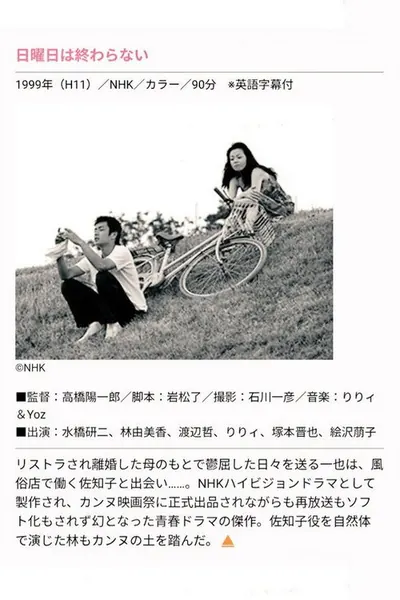 日曜日は終わらない
1999年（H11）／NHK／カラー／90分　※英語字幕付
©NHK
■監督：高橋陽一郎／脚本：岩松了／撮影：石川一彦／音楽：りりィ
＆Yoz
■出演：水橋研二、林由美香、渡辺哲、りりィ、塚本晋也、絵沢萠子
リストラされ離婚した母のもとで鬱屈した日々を送る一也は、風
俗店で働く佐知子と出会い……。NHKハイビジョンドラマとして
製作され、カンヌ映画祭に正式出品されながらも再放送もソフ
ト化もされず幻となった青春ドラマの傑作。佐知子役を自然体
で演じた林もカンヌの土を踏んだ。